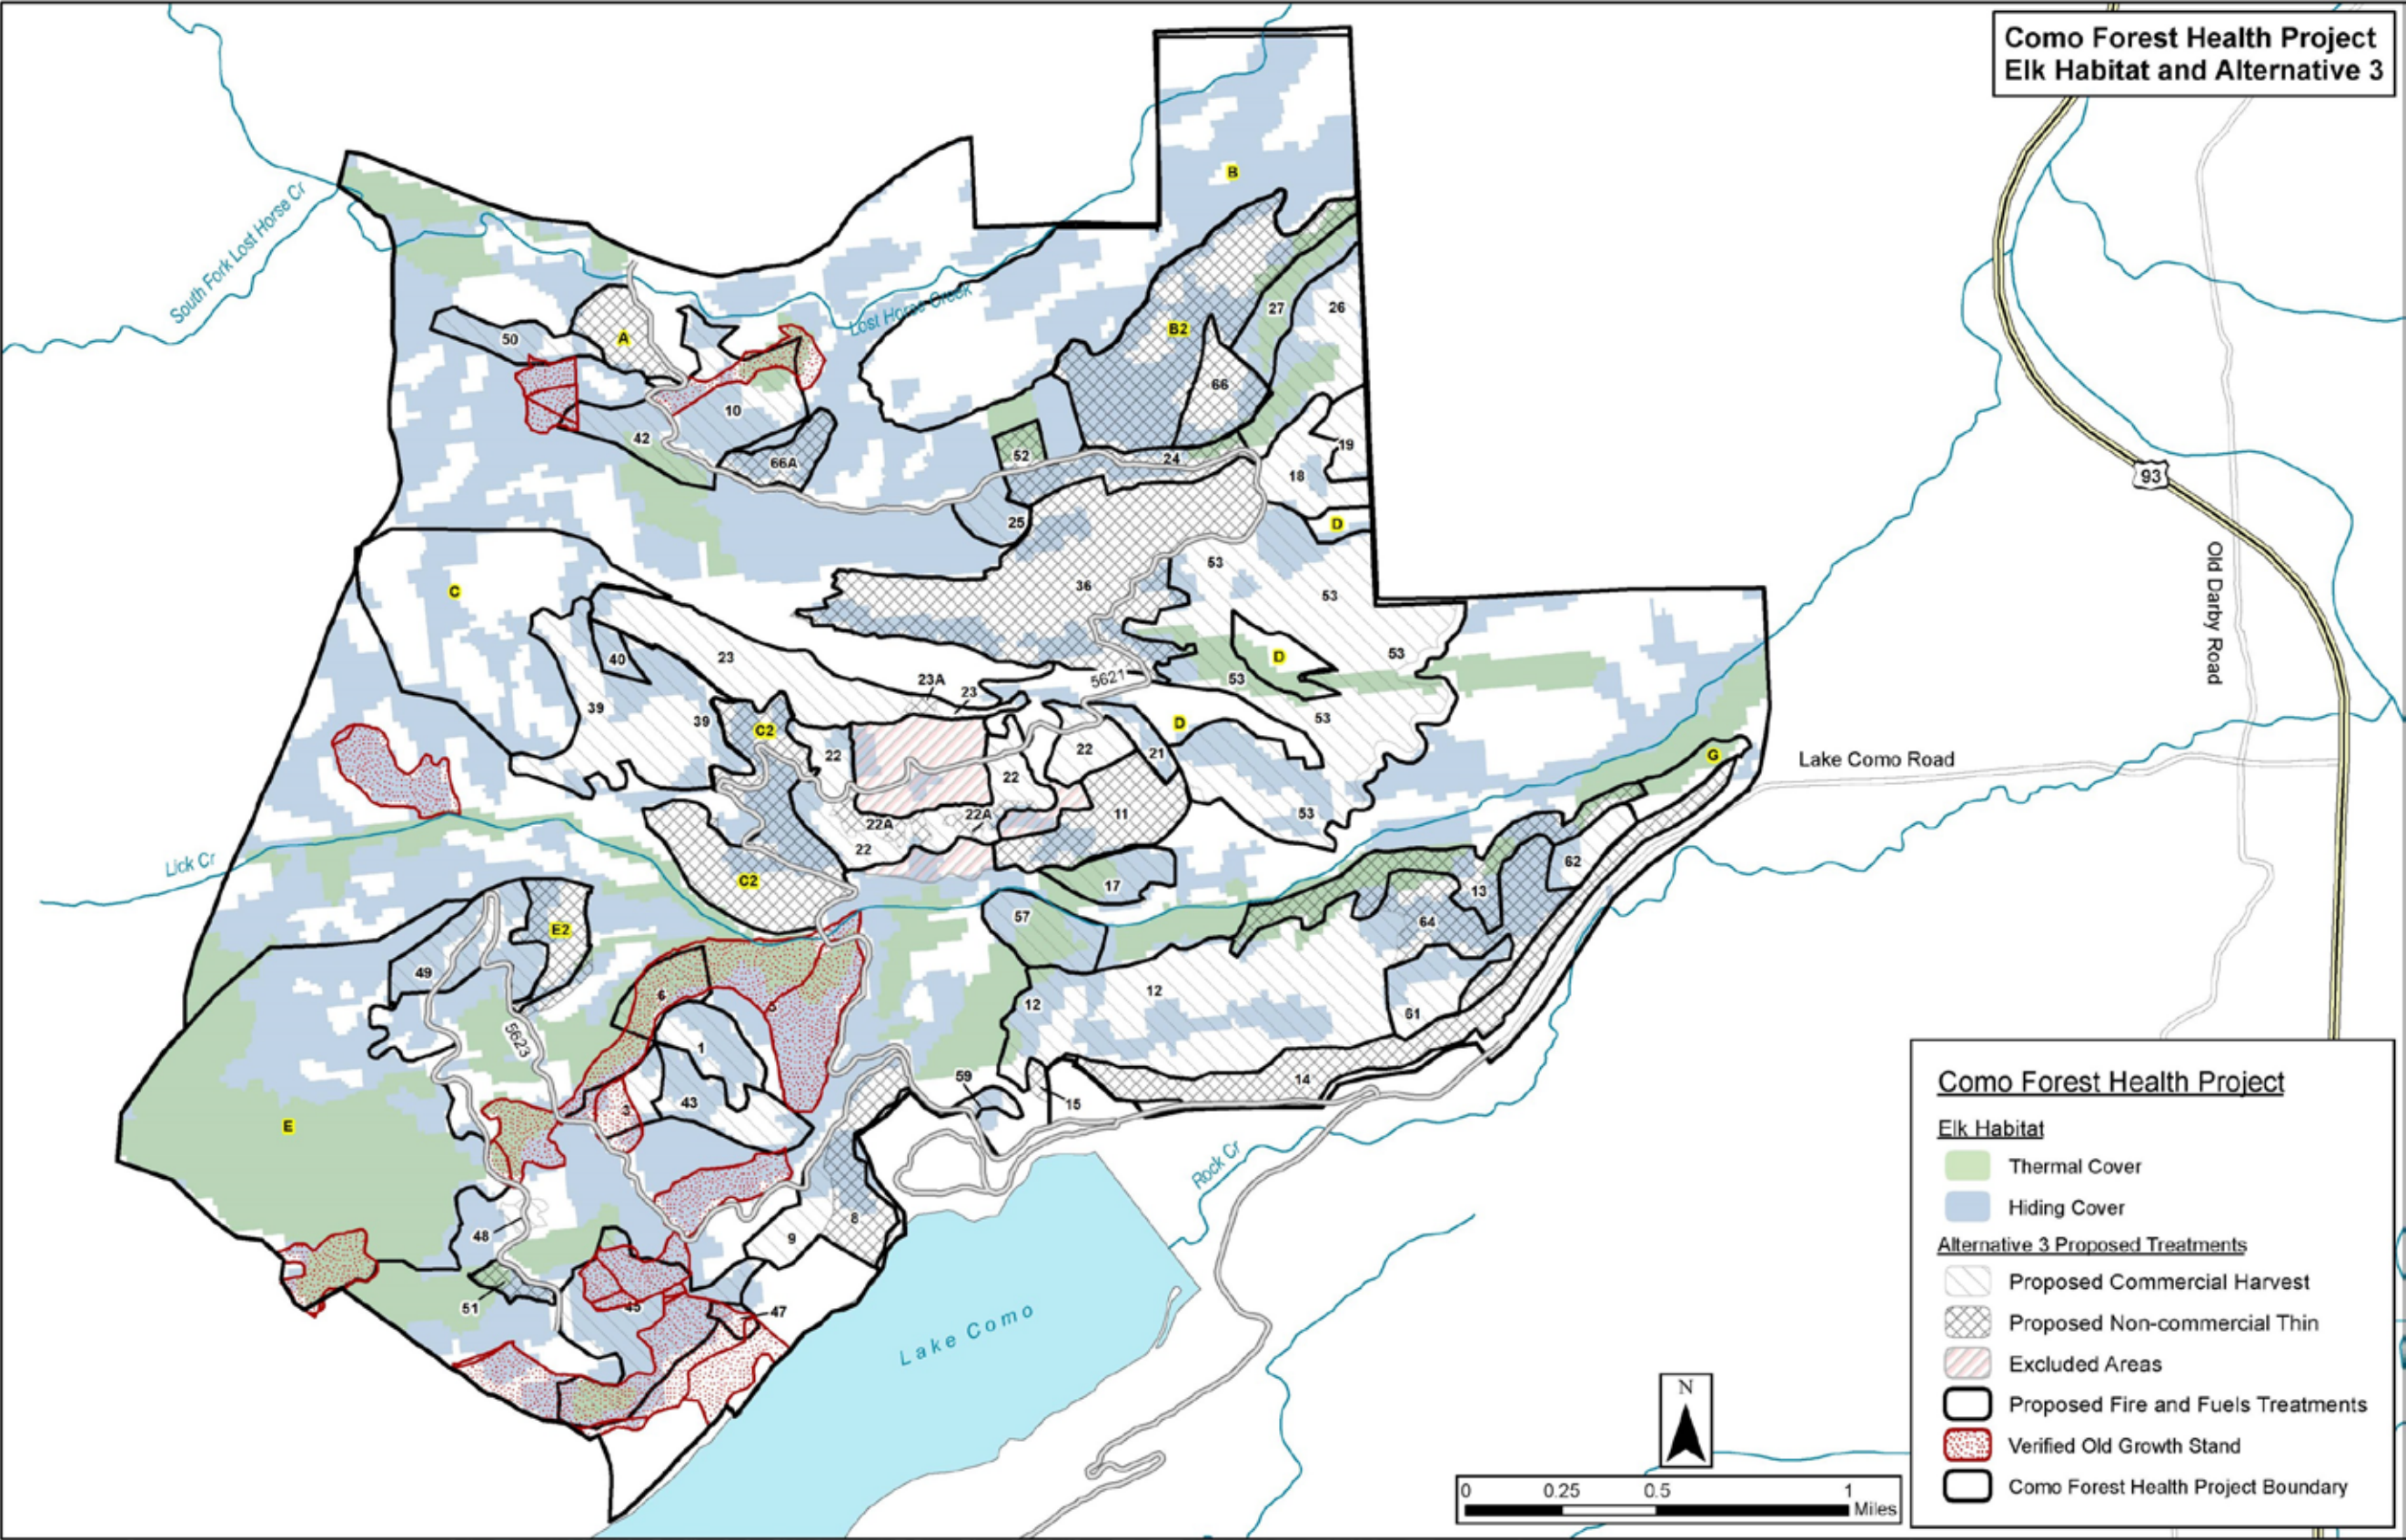 Como Forest Health Project
Elk Habitat and Alternative 3
B
South Fork Lost Horse Cr
Lost Horse Creek
27
26
B2
50
A
66
10
42
19
52
24
66A
18
93
25
D
53
36
C
53
Old Darby Road
40
23
53
D
23A
53
5621
23
39
39
53
D
C2
22
22
21
G
Lake Como Road
22
53
11
22A
22A
22
Lick Cr
62
C2
17
13
57
64
E2
49
6
12
12
5
61
5623
1
14
59
43
15
3
E
Rock Cr
8
48
9
51
45
47
Lake Como
Como Forest Health Project
Elk Habitat
Thermal Cover
Hiding Cover
Alternative 3 Proposed Treatments
Proposed Commercial Harvest
Proposed Non-commercial Thin
Excluded Areas
Proposed Fire and Fuels Treatments
Verified Old Growth Stand
Como Forest Health Project Boundary
N
0 0.25 0.5 1
Miles